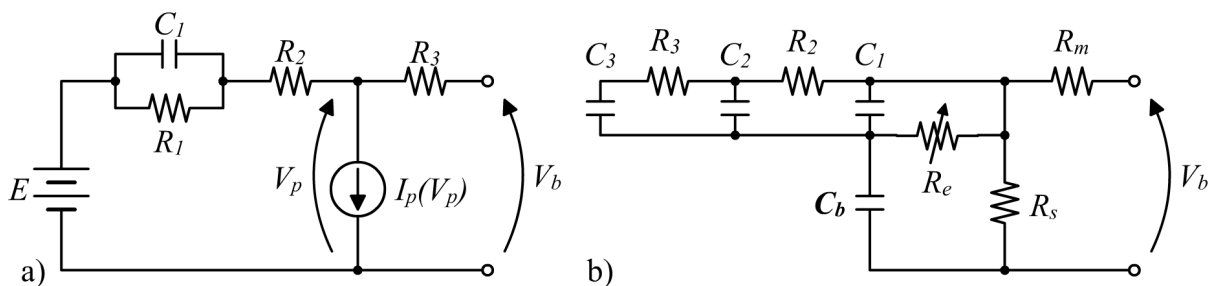 C1 R2 R3
R1
E Vp Ip(Vp) Vb
a)
C3 R3 C2 R2 C1 Rm
Re
Cb Rs Vb
b)